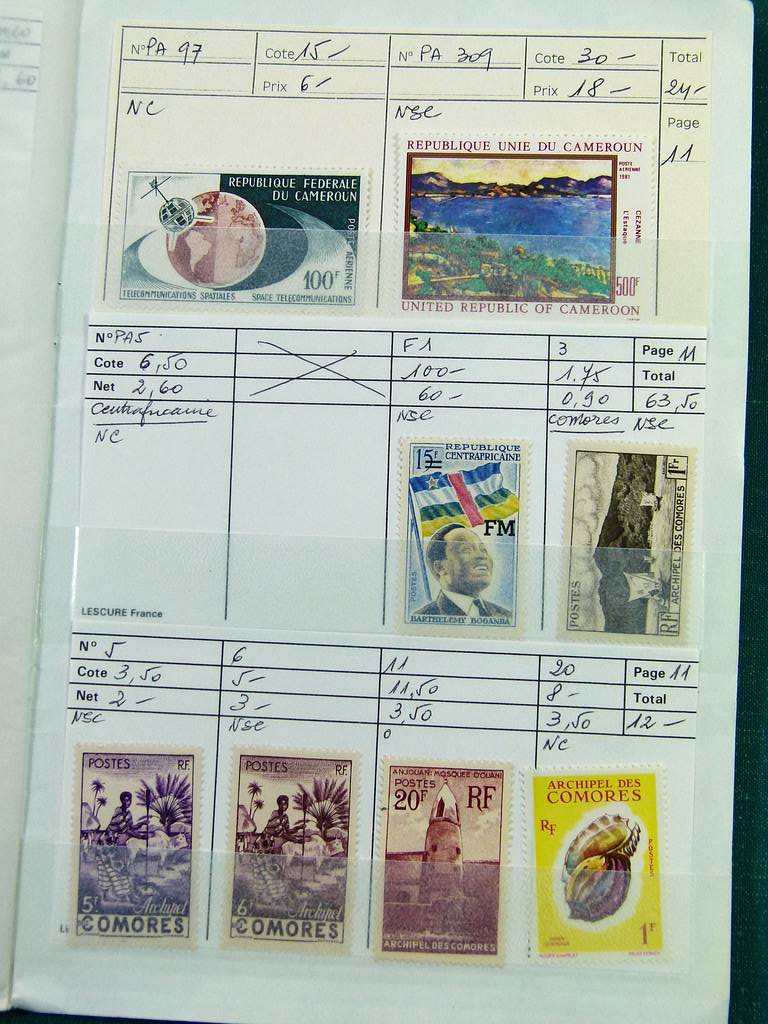 N° PA 97 Cote 15 - N° PA 309 Cote 30 - Total
Prix 6 - Prix 18 - 24 -
NC NSC Page
11
REPUBLIQUE FEDERALE
DU CAMEROUN
POSTE AÉRIENNE
100F
TELECOMMUNICATIONS SPATIALES SPACE TELECOMMUNICATIONS
REPUBLIQUE UNIE DU CAMEROUN
POSTE
AERIENNE
1981
CEZANNE
L'Estaque
500F
UNITED REPUBLIC OF CAMEROON
N° PA5 F1 3 Page 11
Cote 6,50 100 - 1.75 Total
Net 2,60 60 - 0,90 63,50
Centrafricaine NSC Comores NSC
NC
REPUBLIQUE
CENTRAFRICAINE
15F
FM
POSTES
BARTHELEMY BOGANDA
1Fr
POSTES
ARCHIPEL DES COMORES
RF
LESCURE France
N° 5 6 11 20 Page 11
Cote 3,50 5 - 11,50 8 - Total
Net 2 - 3 - 3,50 3,50 12 -
NSC NSC o NC
POSTES RF
5F Archipel
COMORES
POSTES RF
6F Archipel
COMORES
ANJOUAN: MOSQUÉE D'OUANI
POSTES
20F RF
ARCHIPEL DES COMORES
ARCHIPEL DES
COMORES
RF
POSTES
1F